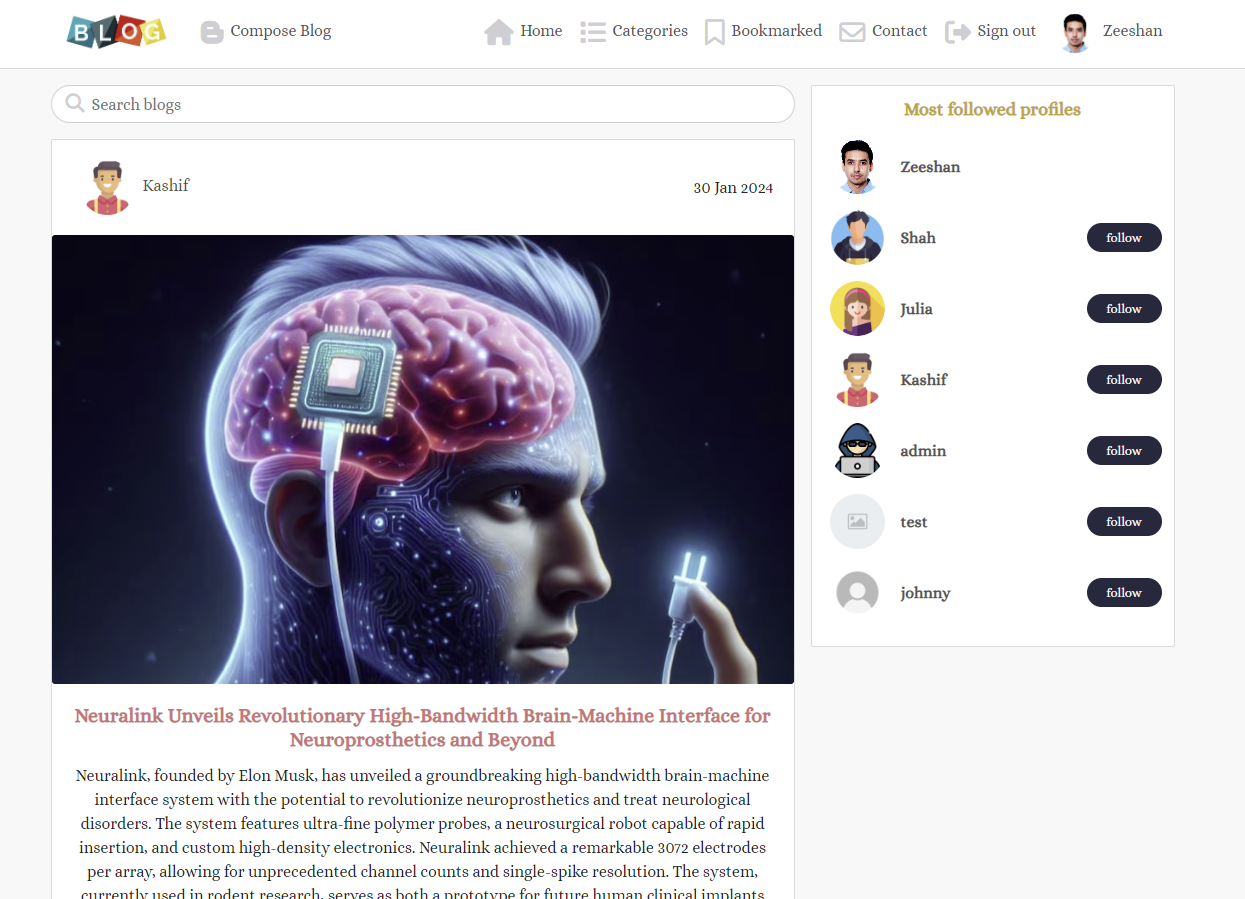 BLOG
Compose Blog
Home
Categories
Bookmarked
Contact
Sign out
Zeeshan
Search blogs
Kashif
30 Jan 2024
Neuralink Unveils Revolutionary High-Bandwidth Brain-Machine Interface for
Neuroprosthetics and Beyond
Neuralink, founded by Elon Musk, has unveiled a groundbreaking high-bandwidth brain-machine
interface system with the potential to revolutionize neuroprosthetics and treat neurological
disorders. The system features ultra-fine polymer probes, a neurosurgical robot capable of rapid
insertion, and custom high-density electronics. Neuralink achieved a remarkable 3072 electrodes
per array, allowing for unprecedented channel counts and single-spike resolution. The system,
currently used in rodent research, serves as both a prototype for future human clinical implants
Most followed profiles
Zeeshan
Shah
follow
Julia
follow
Kashif
follow
admin
follow
test
follow
johnny
follow